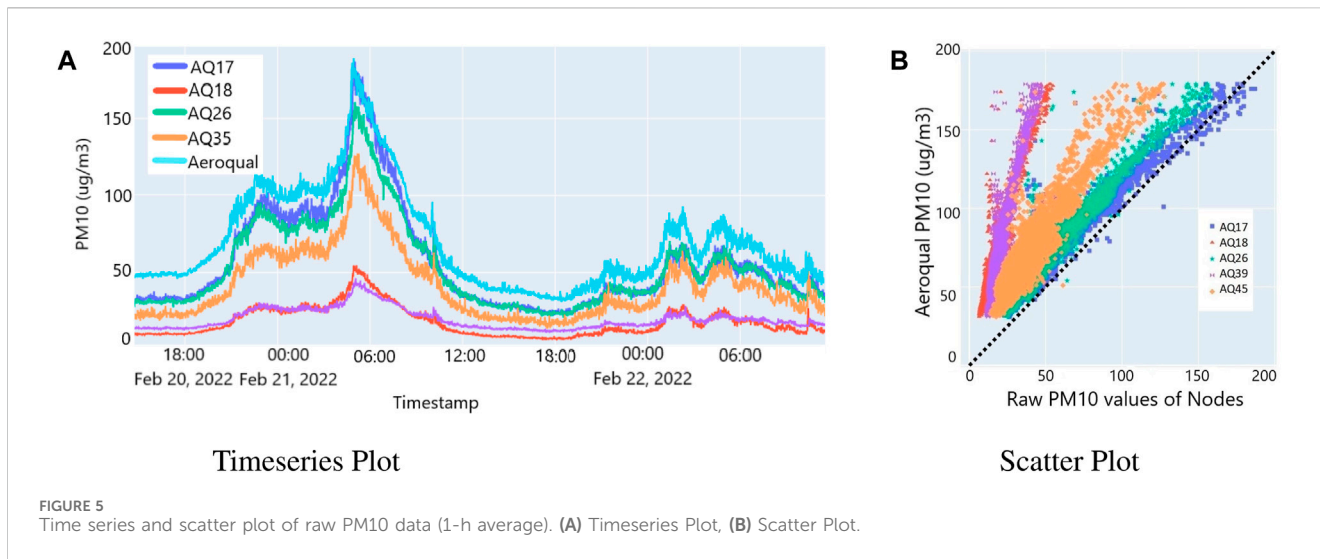 A
200
150
100
50
0
PM10 (ug/m3)
AQ17
AQ18
AQ26
AQ35
Aeroqual
18:00 00:00 06:00 12:00 18:00 00:00 06:00
Feb 20, 2022 Feb 21, 2022 Feb 22, 2022
Timestamp
Timeseries Plot
B
200
150
100
50
0
Aeroqual PM10 (ug/m3)
AQ17
AQ18
AQ26
AQ39
AQ45
0 50 100 150 200
Raw PM10 values of Nodes
Scatter Plot
FIGURE 5
Time series and scatter plot of raw PM10 data (1-h average). (A) Timeseries Plot, (B) Scatter Plot.